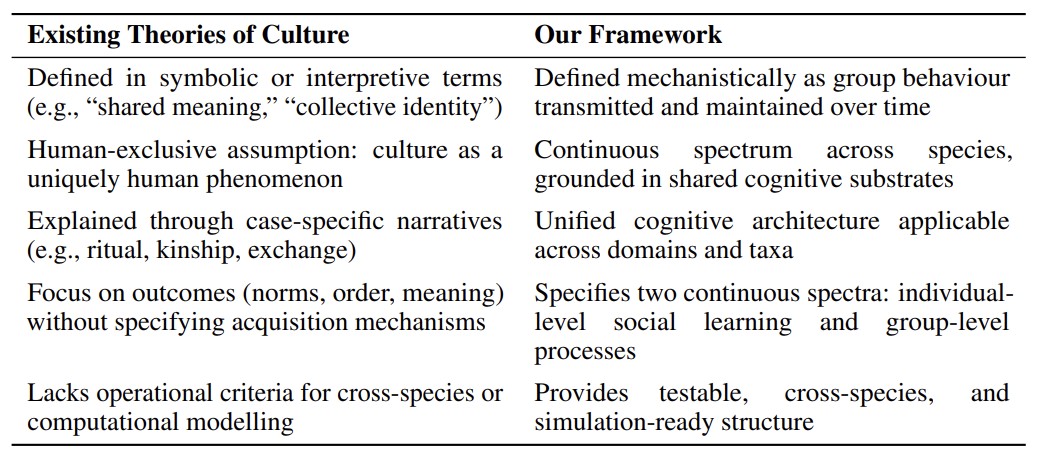 Existing Theories of Culture
Our Framework
Defined in symbolic or interpretive terms
(e.g., “shared meaning,” “collective identity”)
Defined mechanistically as group behaviour
transmitted and maintained over time
Human-exclusive assumption: culture as a
uniquely human phenomenon
Continuous spectrum across species,
grounded in shared cognitive substrates
Explained through case-specific narratives
(e.g., ritual, kinship, exchange)
Unified cognitive architecture applicable
across domains and taxa
Focus on outcomes (norms, order, meaning)
without specifying acquisition mechanisms
Specifies two continuous spectra: individual-
level social learning and group-level
processes
Lacks operational criteria for cross-species or
computational modelling
Provides testable, cross-species, and
simulation-ready structure